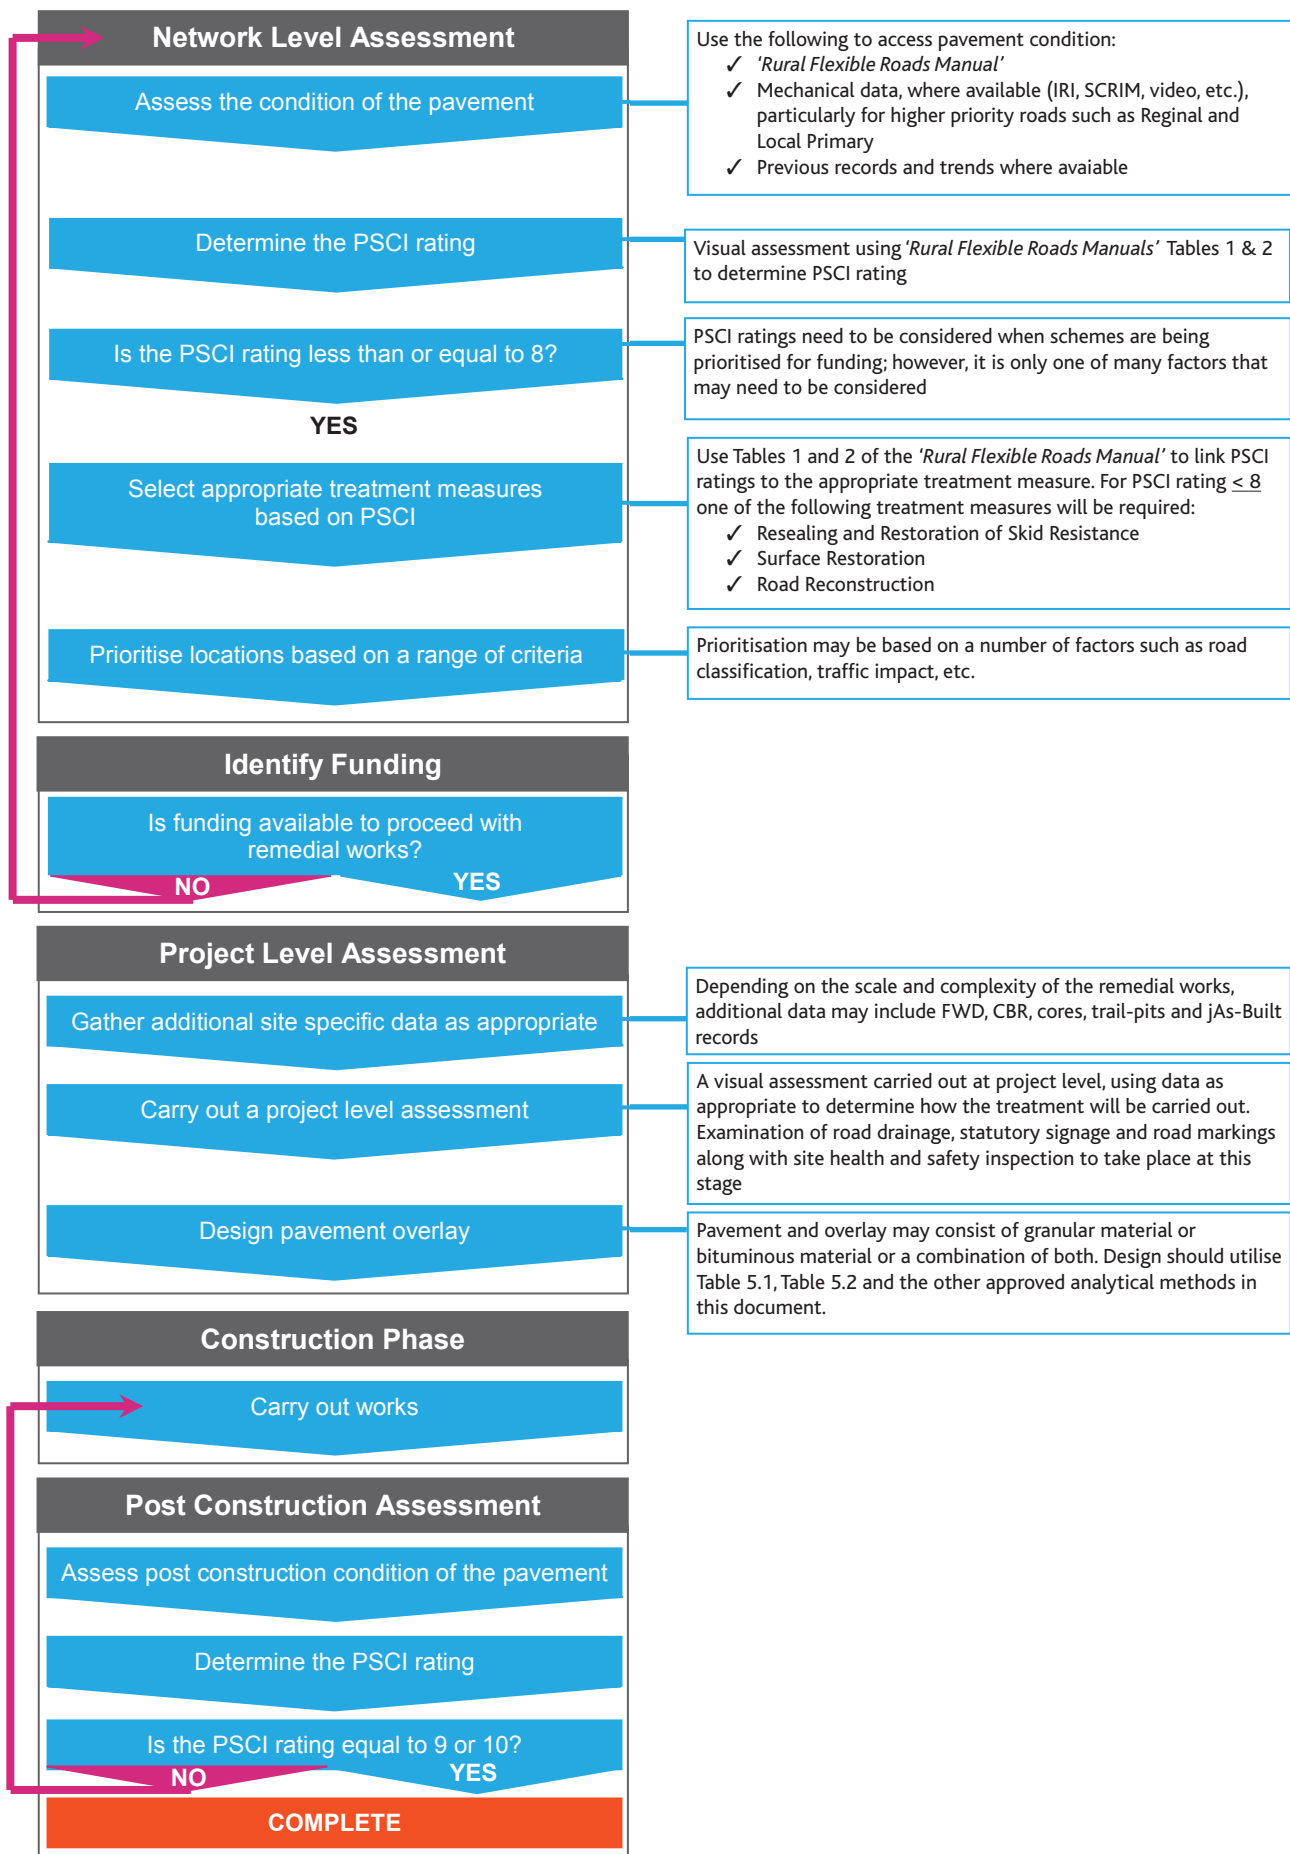 Network Level Assessment
Assess the condition of the pavement
Use the following to access pavement condition:
✓ 'Rural Flexible Roads Manual'
✓ Mechanical data, where available (IRI, SCRIM, video, etc.),
particularly for higher priority roads such as Reginal and
Local Primary
✓ Previous records and trends where avaiable
Determine the PSCI rating
Visual assessment using 'Rural Flexible Roads Manuals' Tables 1 & 2
to determine PSCI rating
Is the PSCI rating less than or equal to 8?
YES
PSCI ratings need to be considered when schemes are being
prioritised for funding; however, it is only one of many factors that
may need to be considered
Select appropriate treatment measures
based on PSCI
Use Tables 1 and 2 of the 'Rural Flexible Roads Manual' to link PSCI
ratings to the appropriate treatment measure. For PSCI rating < 8
one of the following treatment measures will be required:
✓ Resealing and Restoration of Skid Resistance
✓ Surface Restoration
✓ Road Reconstruction
Prioritise locations based on a range of criteria
Prioritisation may be based on a number of factors such as road
classification, traffic impact, etc.
Identify Funding
Is funding available to proceed with
remedial works?
NO YES
Project Level Assessment
Gather additional site specific data as appropriate
Depending on the scale and complexity of the remedial works,
additional data may include FWD, CBR, cores, trail-pits and jAs-Built
records
Carry out a project level assessment
A visual assessment carried out at project level, using data as
appropriate to determine how the treatment will be carried out.
Examination of road drainage, statutory signage and road markings
along with site health and safety inspection to take place at this
stage
Design pavement overlay
Pavement and overlay may consist of granular material or
bituminous material or a combination of both. Design should utilise
Table 5.1, Table 5.2 and the other approved analytical methods in
this document.
Construction Phase
Carry out works
Post Construction Assessment
Assess post construction condition of the pavement
Determine the PSCI rating
Is the PSCI rating equal to 9 or 10?
NO YES
COMPLETE